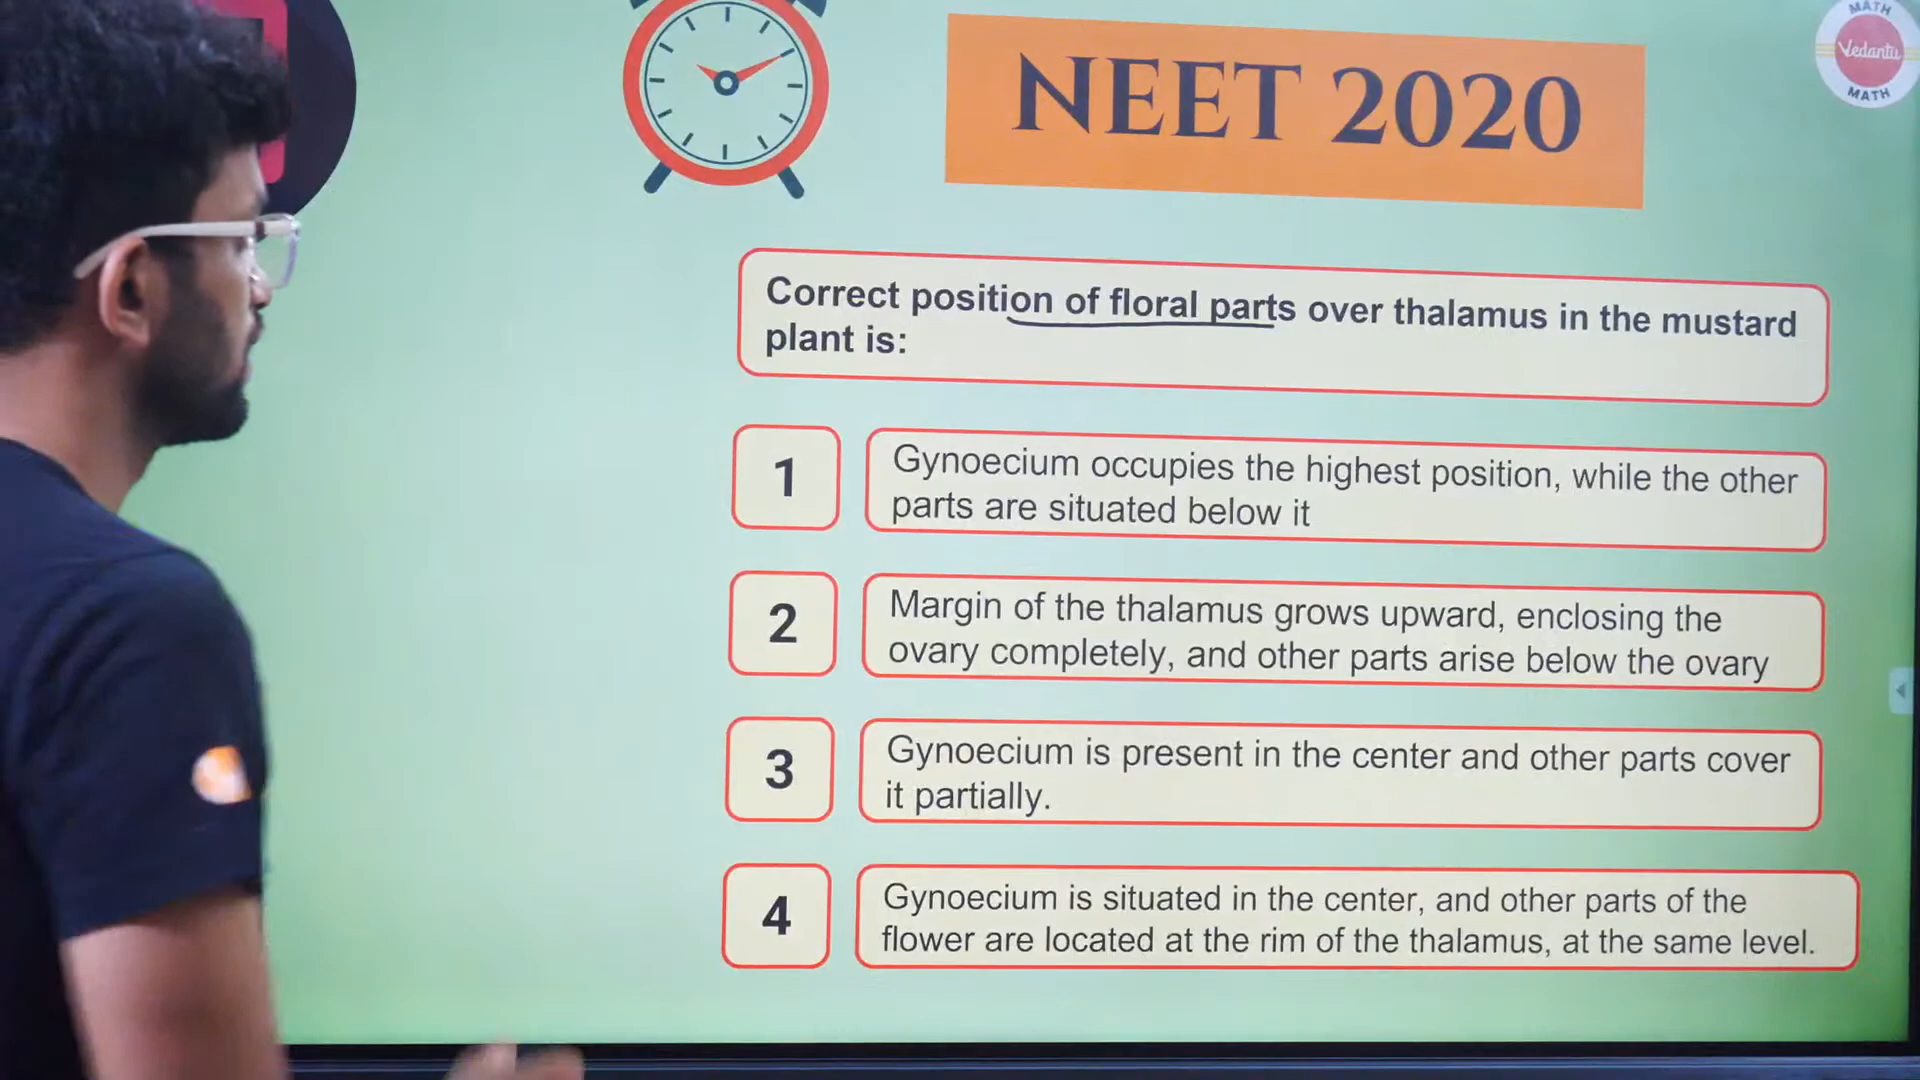 MATH
Vedantu
MATH
NEET 2020
Correct position of floral parts over thalamus in the mustard
plant is:
1
Gynoecium occupies the highest position, while the other
parts are situated below it
2
Margin of the thalamus grows upward, enclosing the
ovary completely, and other parts arise below the ovary
3
Gynoecium is present in the center and other parts cover
it partially.
4
Gynoecium is situated in the center, and other parts of the
flower are located at the rim of the thalamus, at the same level.